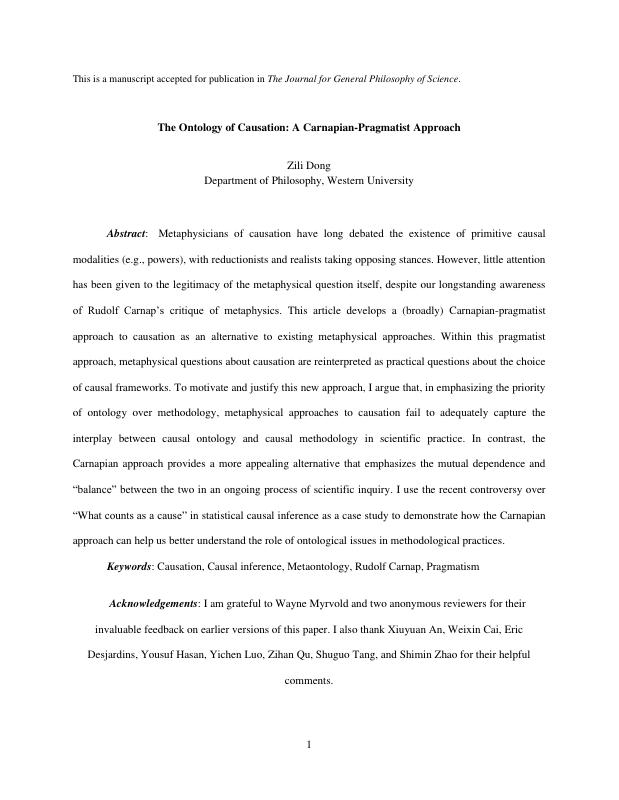 This is a manuscript accepted for publication in The Journal for General Philosophy of Science.
The Ontology of Causation: A Carnapian-Pragmatist Approach
Zili Dong
Department of Philosophy, Western University
Abstract: Metaphysicians of causation have long debated the existence of primitive causal
modalities (e.g., powers), with reductionists and realists taking opposing stances. However, little attention
has been given to the legitimacy of the metaphysical question itself, despite our longstanding awareness
of Rudolf Carnap's critique of metaphysics. This article develops a (broadly) Carnapian-pragmatist
approach to causation as an alternative to existing metaphysical approaches. Within this pragmatist
approach, metaphysical questions about causation are reinterpreted as practical questions about the choice
of causal frameworks. To motivate and justify this new approach, I argue that, in emphasizing the priority
of ontology over methodology, metaphysical approaches to causation fail to adequately capture the
interplay between causal ontology and causal methodology in scientific practice. In contrast, the
Carnapian approach provides a more appealing alternative that emphasizes the mutual dependence and
“balance” between the two in an ongoing process of scientific inquiry. I use the recent controversy over
“What counts as a cause” in statistical causal inference as a case study to demonstrate how the Carnapian
approach can help us better understand the role of ontological issues in methodological practices.
Keywords: Causation, Causal inference, Metaontology, Rudolf Carnap, Pragmatism
Acknowledgements: I am grateful to Wayne Myrvold and two anonymous reviewers for their
invaluable feedback on earlier versions of this paper. I also thank Xiuyuan An, Weixin Cai, Eric
Desjardins, Yousuf Hasan, Yichen Luo, Zihan Qu, Shuguo Tang, and Shimin Zhao for their helpful
comments.
1